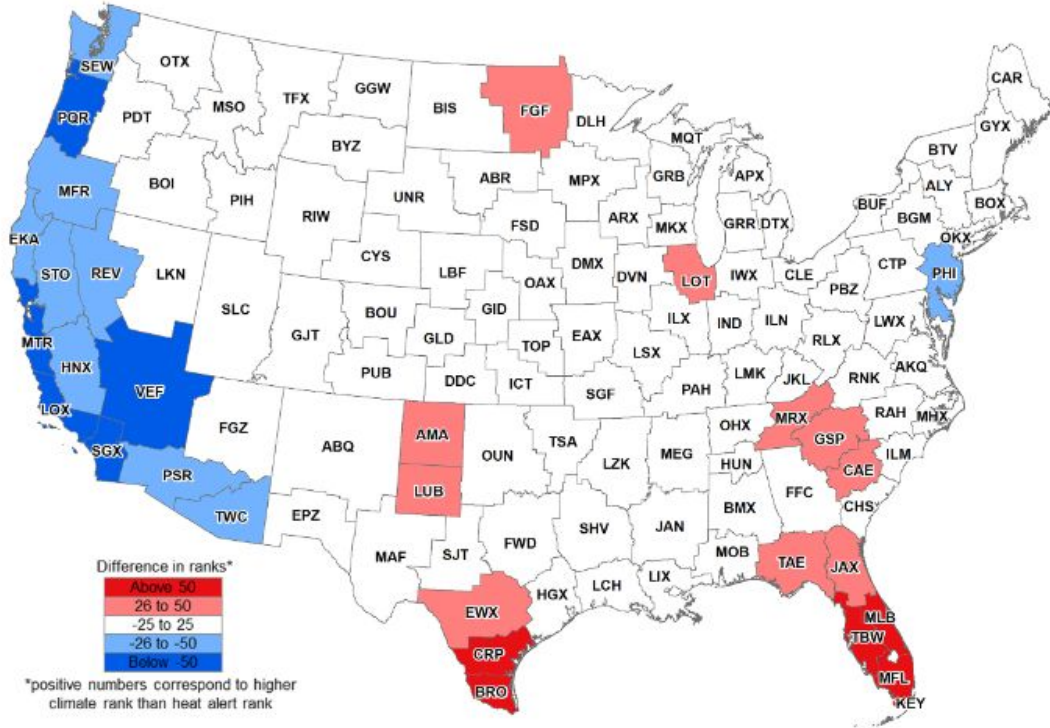 SEW
OTX
GGW
TFX
MSO
PQR
PDT
BIS
FGF
DLH
CAR
GYX
MQT
BYZ
BTV
MFR
BOI
PIH
ABR
MPX
GRB
APX
ALY
UNR
RIW
FSD
ARX
MKX
GRR
DTX
BUF
BGM
BOX
EKA
STO
REV
LKN
CYS
OKX
LBF
OAX
DMX
DVN
LOT
IWX
CLE
CTP
PHI
SLC
PBZ
GJT
BOU
GID
GLD
ILX
IND
ILN
LWX
MTR
HNX
TOP
EAX
LSX
RLX
PUB
DDC
ICT
SGF
PAH
LMK
JKL
RNK
AKQ
VEF
LOX
FGZ
ABQ
AMA
OUN
TSA
OHX
MRX
RAH
MHX
SGX
GSP
ILM
LZK
MEG
HUN
CAE
PSR
LUB
FFC
TWC
EPZ
BMX
CHS
MAF
SJT
FWD
SHV
JAN
MOB
TAE
JAX
HGX
LCH
LIX
EWX
MLB
TBW
CRP
MFL
BRO
KEY
Difference in ranks*
Above 50
26 to 50
-25 to 25
-26 to -50
Below -50
*positive numbers correspond to higher
climate rank than heat alert rank